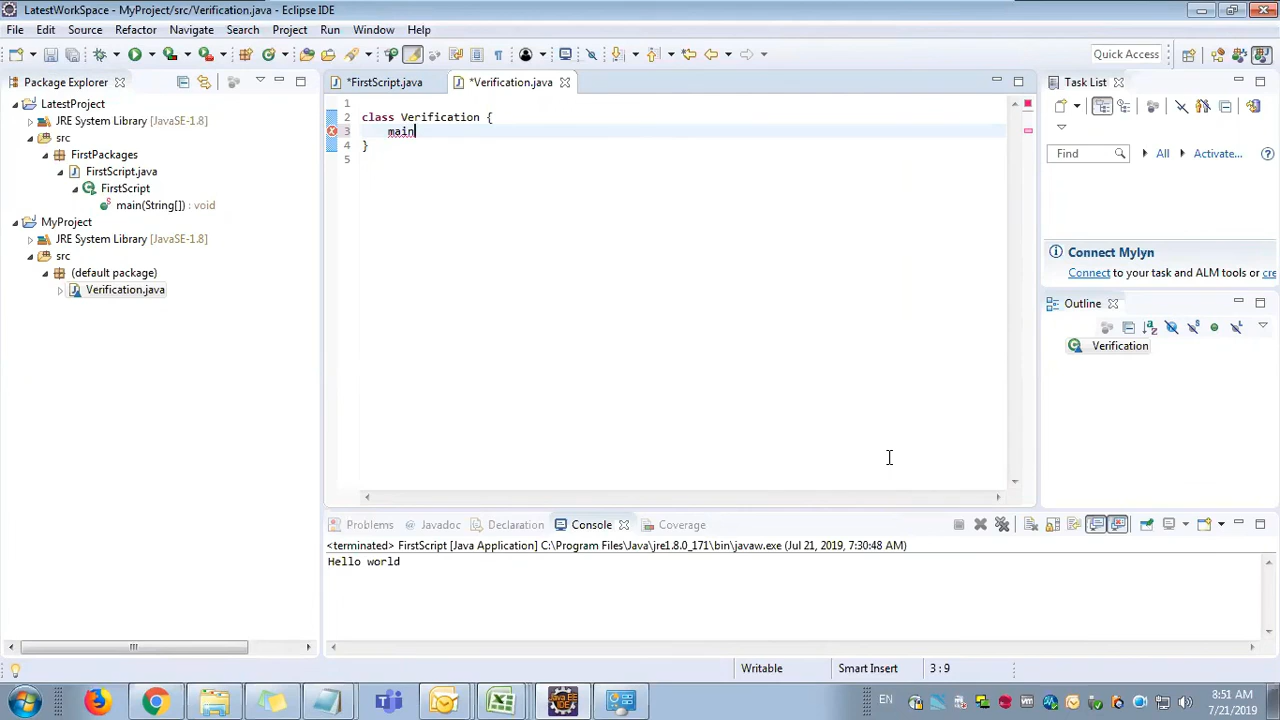 LatestWorkSpace - MyProject/src/Verification.java - Eclipse IDE
File Edit Source Refactor Navigate Search Project Run Window Help
Quick Access
Package Explorer
LatestProject
JRE System Library [JavaSE-1.8]
src
FirstPackages
FirstScript.java
FirstScript
main(String[]) : void
MyProject
JRE System Library [JavaSE-1.8]
src
(default package)
Verification.java
*FirstScript.java *Verification.java
1
2 class Verification {
3 main
4 }
5
Task List
Find All Activate...
Connect Mylyn
Connect to your task and ALM tools or cre
Outline
Verification
Problems Javadoc Declaration Console Coverage
<terminated> FirstScript [Java Application] C:\Program Files\Java\jre1.8.0_171\bin\javaw.exe (Jul 21, 2019, 7:30:48 AM)
Hello world
Writable Smart Insert 3 : 9
Java EE
IDE
EN
8:51 AM
7/21/2019